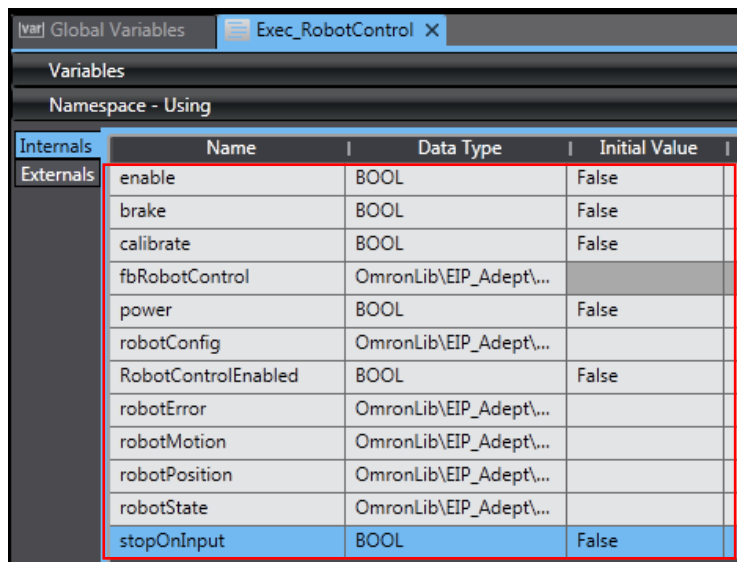 var Global Variables Exec_RobotControl X
Variables
Namespace - Using
Internals Name Data Type Initial Value
Externals enable BOOL False
brake BOOL False
calibrate BOOL False
fbRobotControl OmronLib\EIP_Adept\...
power BOOL False
robotConfig OmronLib\EIP_Adept\...
RobotControlEnabled BOOL False
robotError OmronLib\EIP_Adept\...
robotMotion OmronLib\EIP_Adept\...
robotPosition OmronLib\EIP_Adept\...
robotState OmronLib\EIP_Adept\...
stopOnInput BOOL False